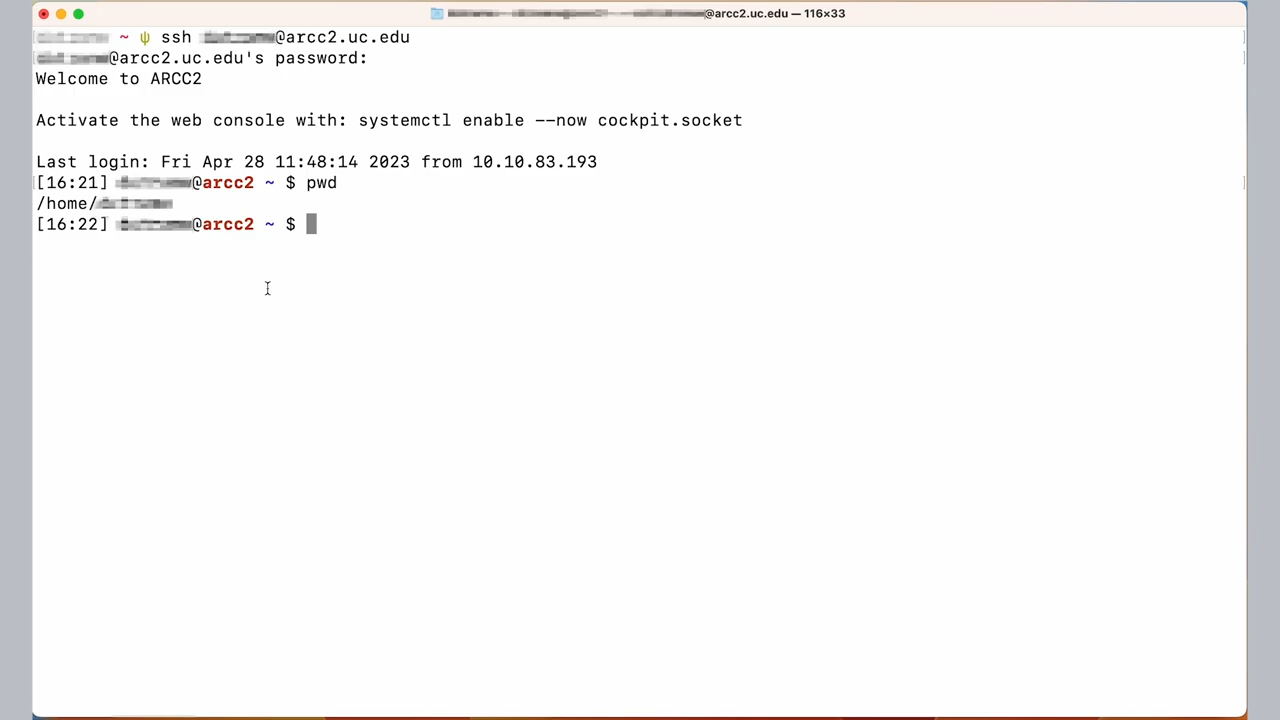 @arcc2.uc.edu — 116×33
~ ψ ssh @arcc2.uc.edu
@arcc2.uc.edu's password:
Welcome to ARCC2
Activate the web console with: systemctl enable --now cockpit.socket
Last login: Fri Apr 28 11:48:14 2023 from 10.10.83.193
[16:21] @arcc2 ~ $ pwd
/home/
[16:22] @arcc2 ~ $